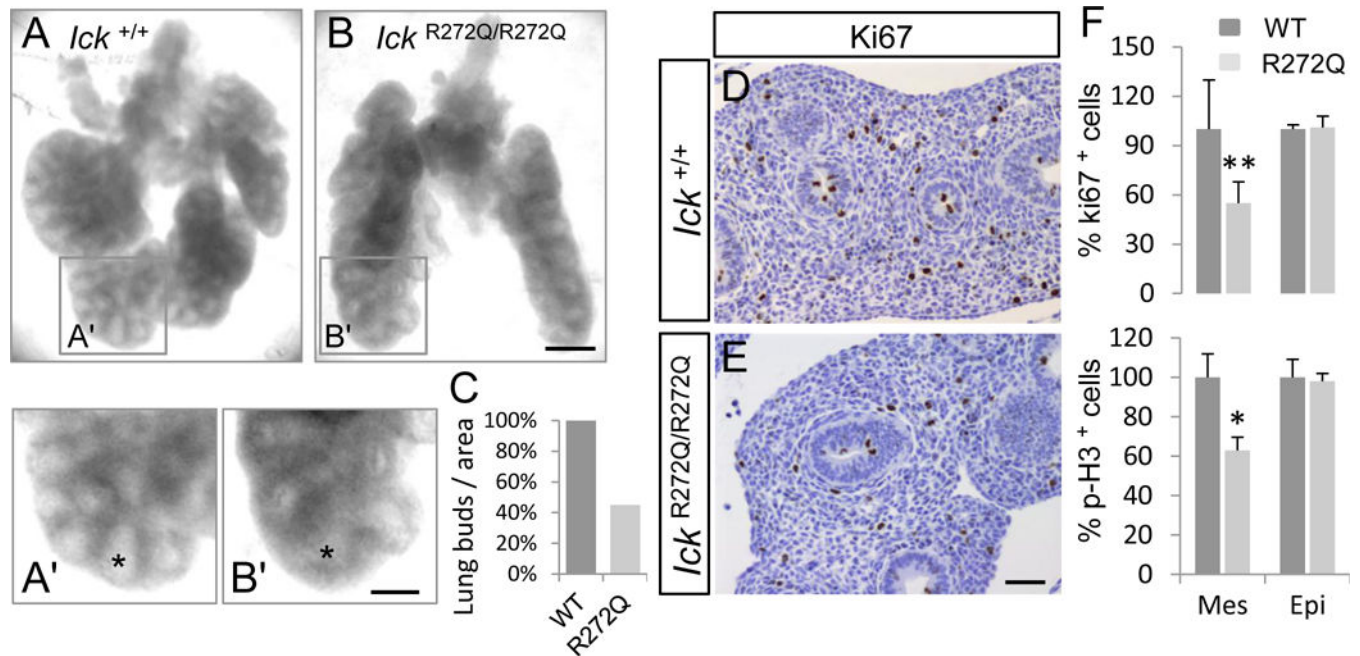 A
Ick +/+
B
Ick R272Q/R272Q
A'
B'
A'
*
B'
*
C
Lung buds / area
100%
80%
60%
40%
20%
0%
WT
R272Q
Ki67
D
Ick +/+
E
Ick R272Q/R272Q
F
WT
R272Q
% ki67 + cells
150
120
90
60
30
0
**
% p-H3 + cells
120
100
80
60
40
20
0
*
Mes
Epi